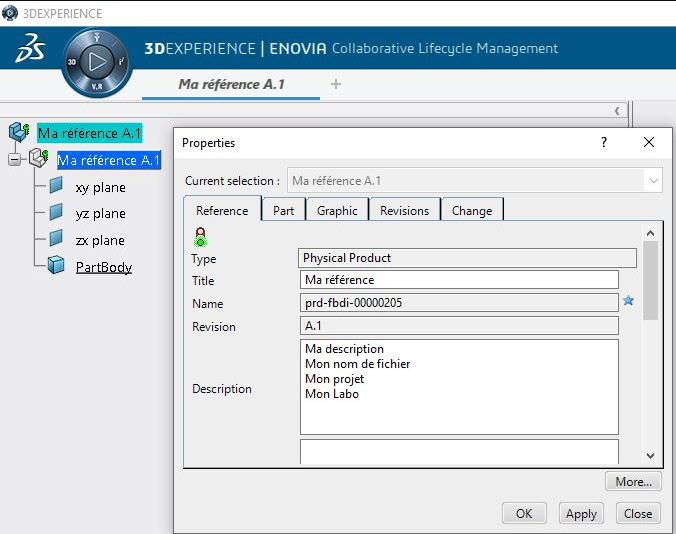 3DEXPERIENCE
3DEXPERIENCE | ENOVIA Collaborative Lifecycle Management
3D
V.R
Ma référence A.1
+
Ma référence A.1
Ma référence A.1
xy plane
yz plane
zx plane
PartBody
Properties
?
Current selection :
Ma référence A.1
Reference
Part
Graphic
Revisions
Change
Type
Physical Product
Title
Ma référence
Name
prd-fbdi-00000205
Revision
A.1
Description
Ma description
Mon nom de fichier
Mon projet
Mon Labo
More...
OK
Apply
Close